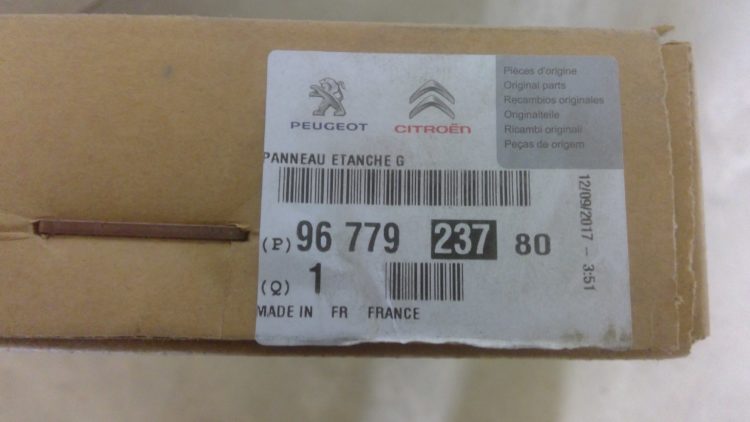 PEUGEOT
CITROËN
Pièces d'origine
Original parts
Recambios originales
Originalteile
Ricambi originali
Peças de origem
PANNEAU ETANCHE G
(P) 96 779 237 80
(Q) 1
MADE IN FR FRANCE
12/09/2017 - 3:51